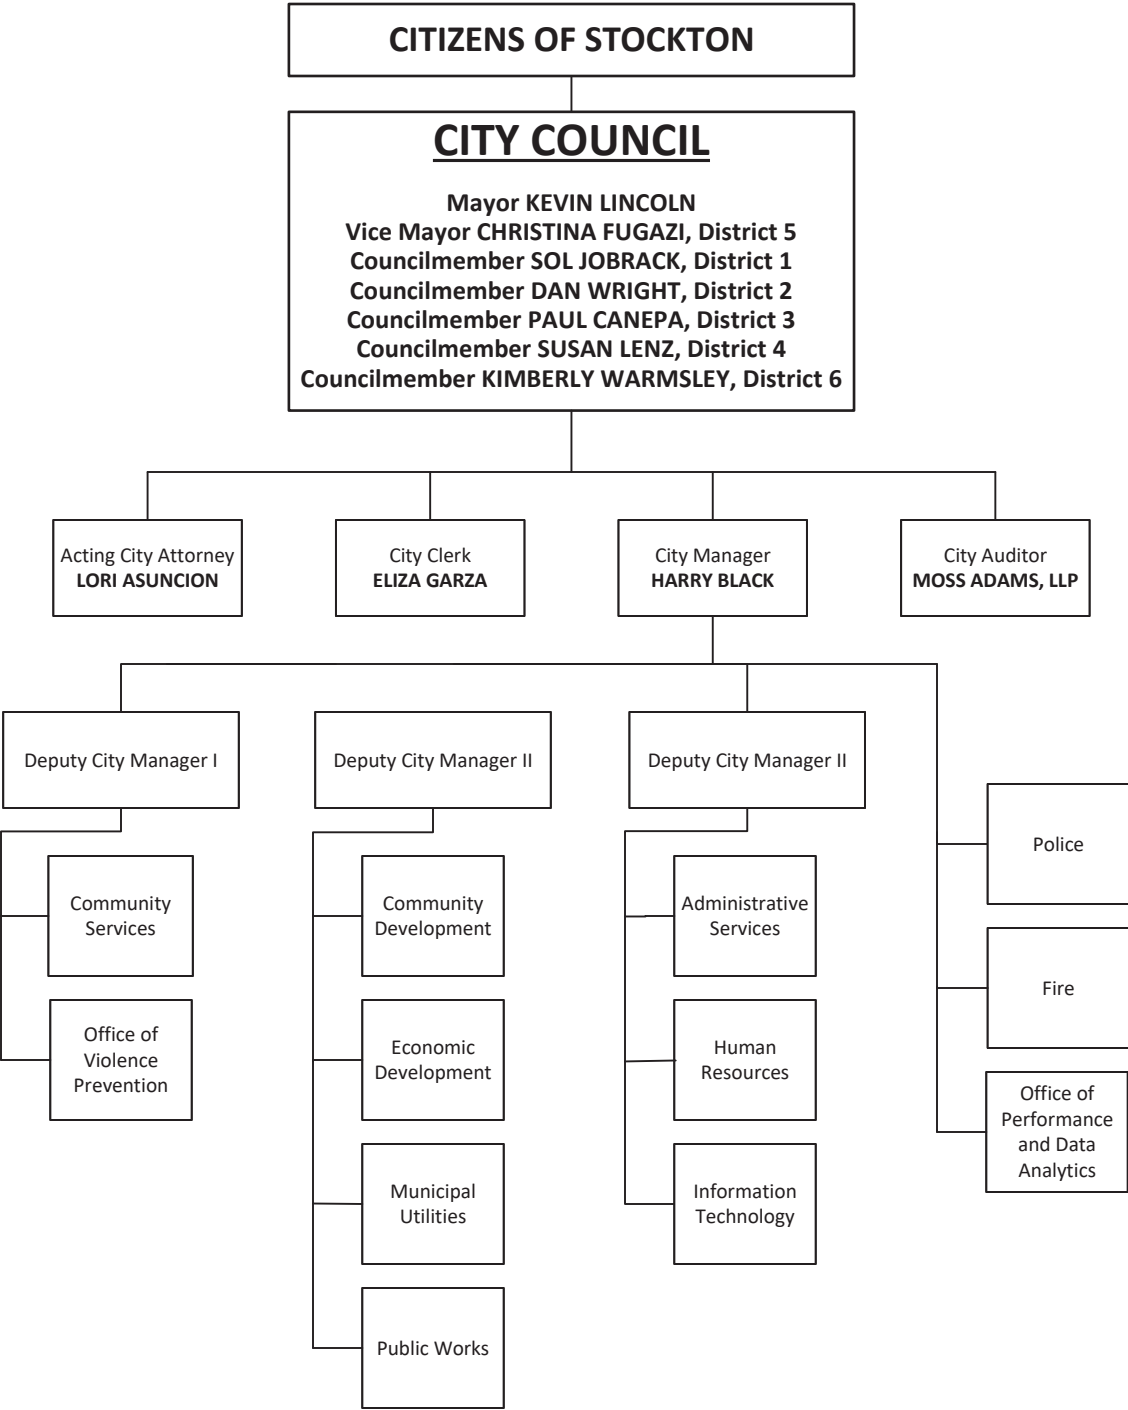 CITIZENS OF STOCKTON
CITY COUNCIL
Mayor KEVIN LINCOLN
Vice Mayor CHRISTINA FUGAZI, District 5
Councilmember SOL JOBRACK, District 1
Councilmember DAN WRIGHT, District 2
Councilmember PAUL CANEPA, District 3
Councilmember SUSAN LENZ, District 4
Councilmember KIMBERLY WARMSLEY, District 6
Acting City Attorney
LORI ASUNCION
City Clerk
ELIZA GARZA
City Manager
HARRY BLACK
City Auditor
MOSS ADAMS, LLP
Deputy City Manager I
Deputy City Manager II
Deputy City Manager II
Community
Services
Office of
Violence
Prevention
Community
Development
Economic
Development
Municipal
Utilities
Public Works
Administrative
Services
Human
Resources
Information
Technology
Police
Fire
Office of
Performance
and Data
Analytics